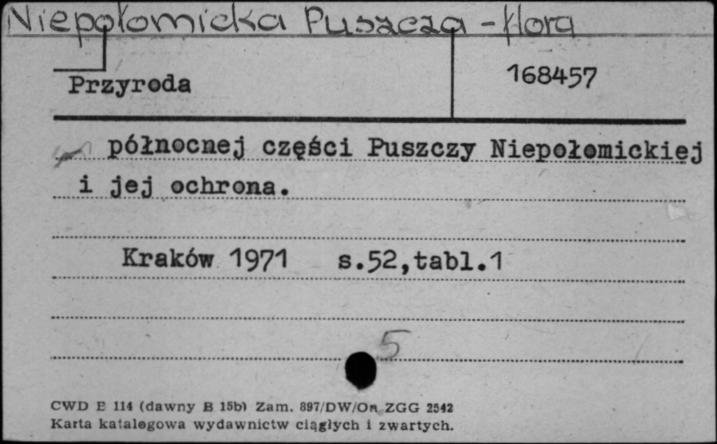 Niepołomicka Puszcza - flora
Przyroda
168457
północnej części Puszczy Niepołomickiej
i jej ochrona.
Kraków 1971 s.52,tabl.1
5
CWD E 114 (dawny B 15b) Zam. 897/DW/On ZGG 2542
Karta katalogowa wydawnictw ciągłych i zwartych.